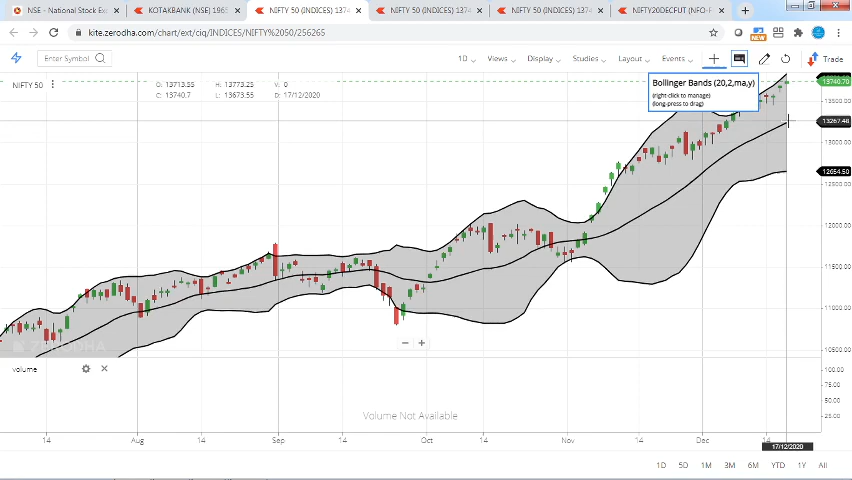 NSE - National Stock Exc
KOTAKBANK (NSE) 1965
NIFTY 50 (INDICES) 1374
NIFTY 50 (INDICES) 1374
NIFTY 50 (INDICES) 1374
NIFTY20DECFUT (NFO-F
kite.zerodha.com/chart/ext/ciq/INDICES/NIFTY%2050/256265
NEW
Enter Symbol
1D
Views
Display
Studies
Layout
Events
Trade
NIFTY 50
O: 13713.55
H: 13773.25
V: 0
C: 13740.7
L: 13673.55
D: 17/12/2020
Bollinger Bands (20,2,ma,y)
(right-click to manage)
(long-press to drag)
13740.70
13500.00
13267.48
13000.00
12654.50
12000.00
11500.00
11000.00
10500.00
ZERODHA
volume
Volume Not Available
100.00
75.00
50.00
25.00
14
Aug
14
Sep
14
Oct
14
Nov
Dec
14
17/12/2020
1D
5D
1M
3M
6M
YTD
1Y
All